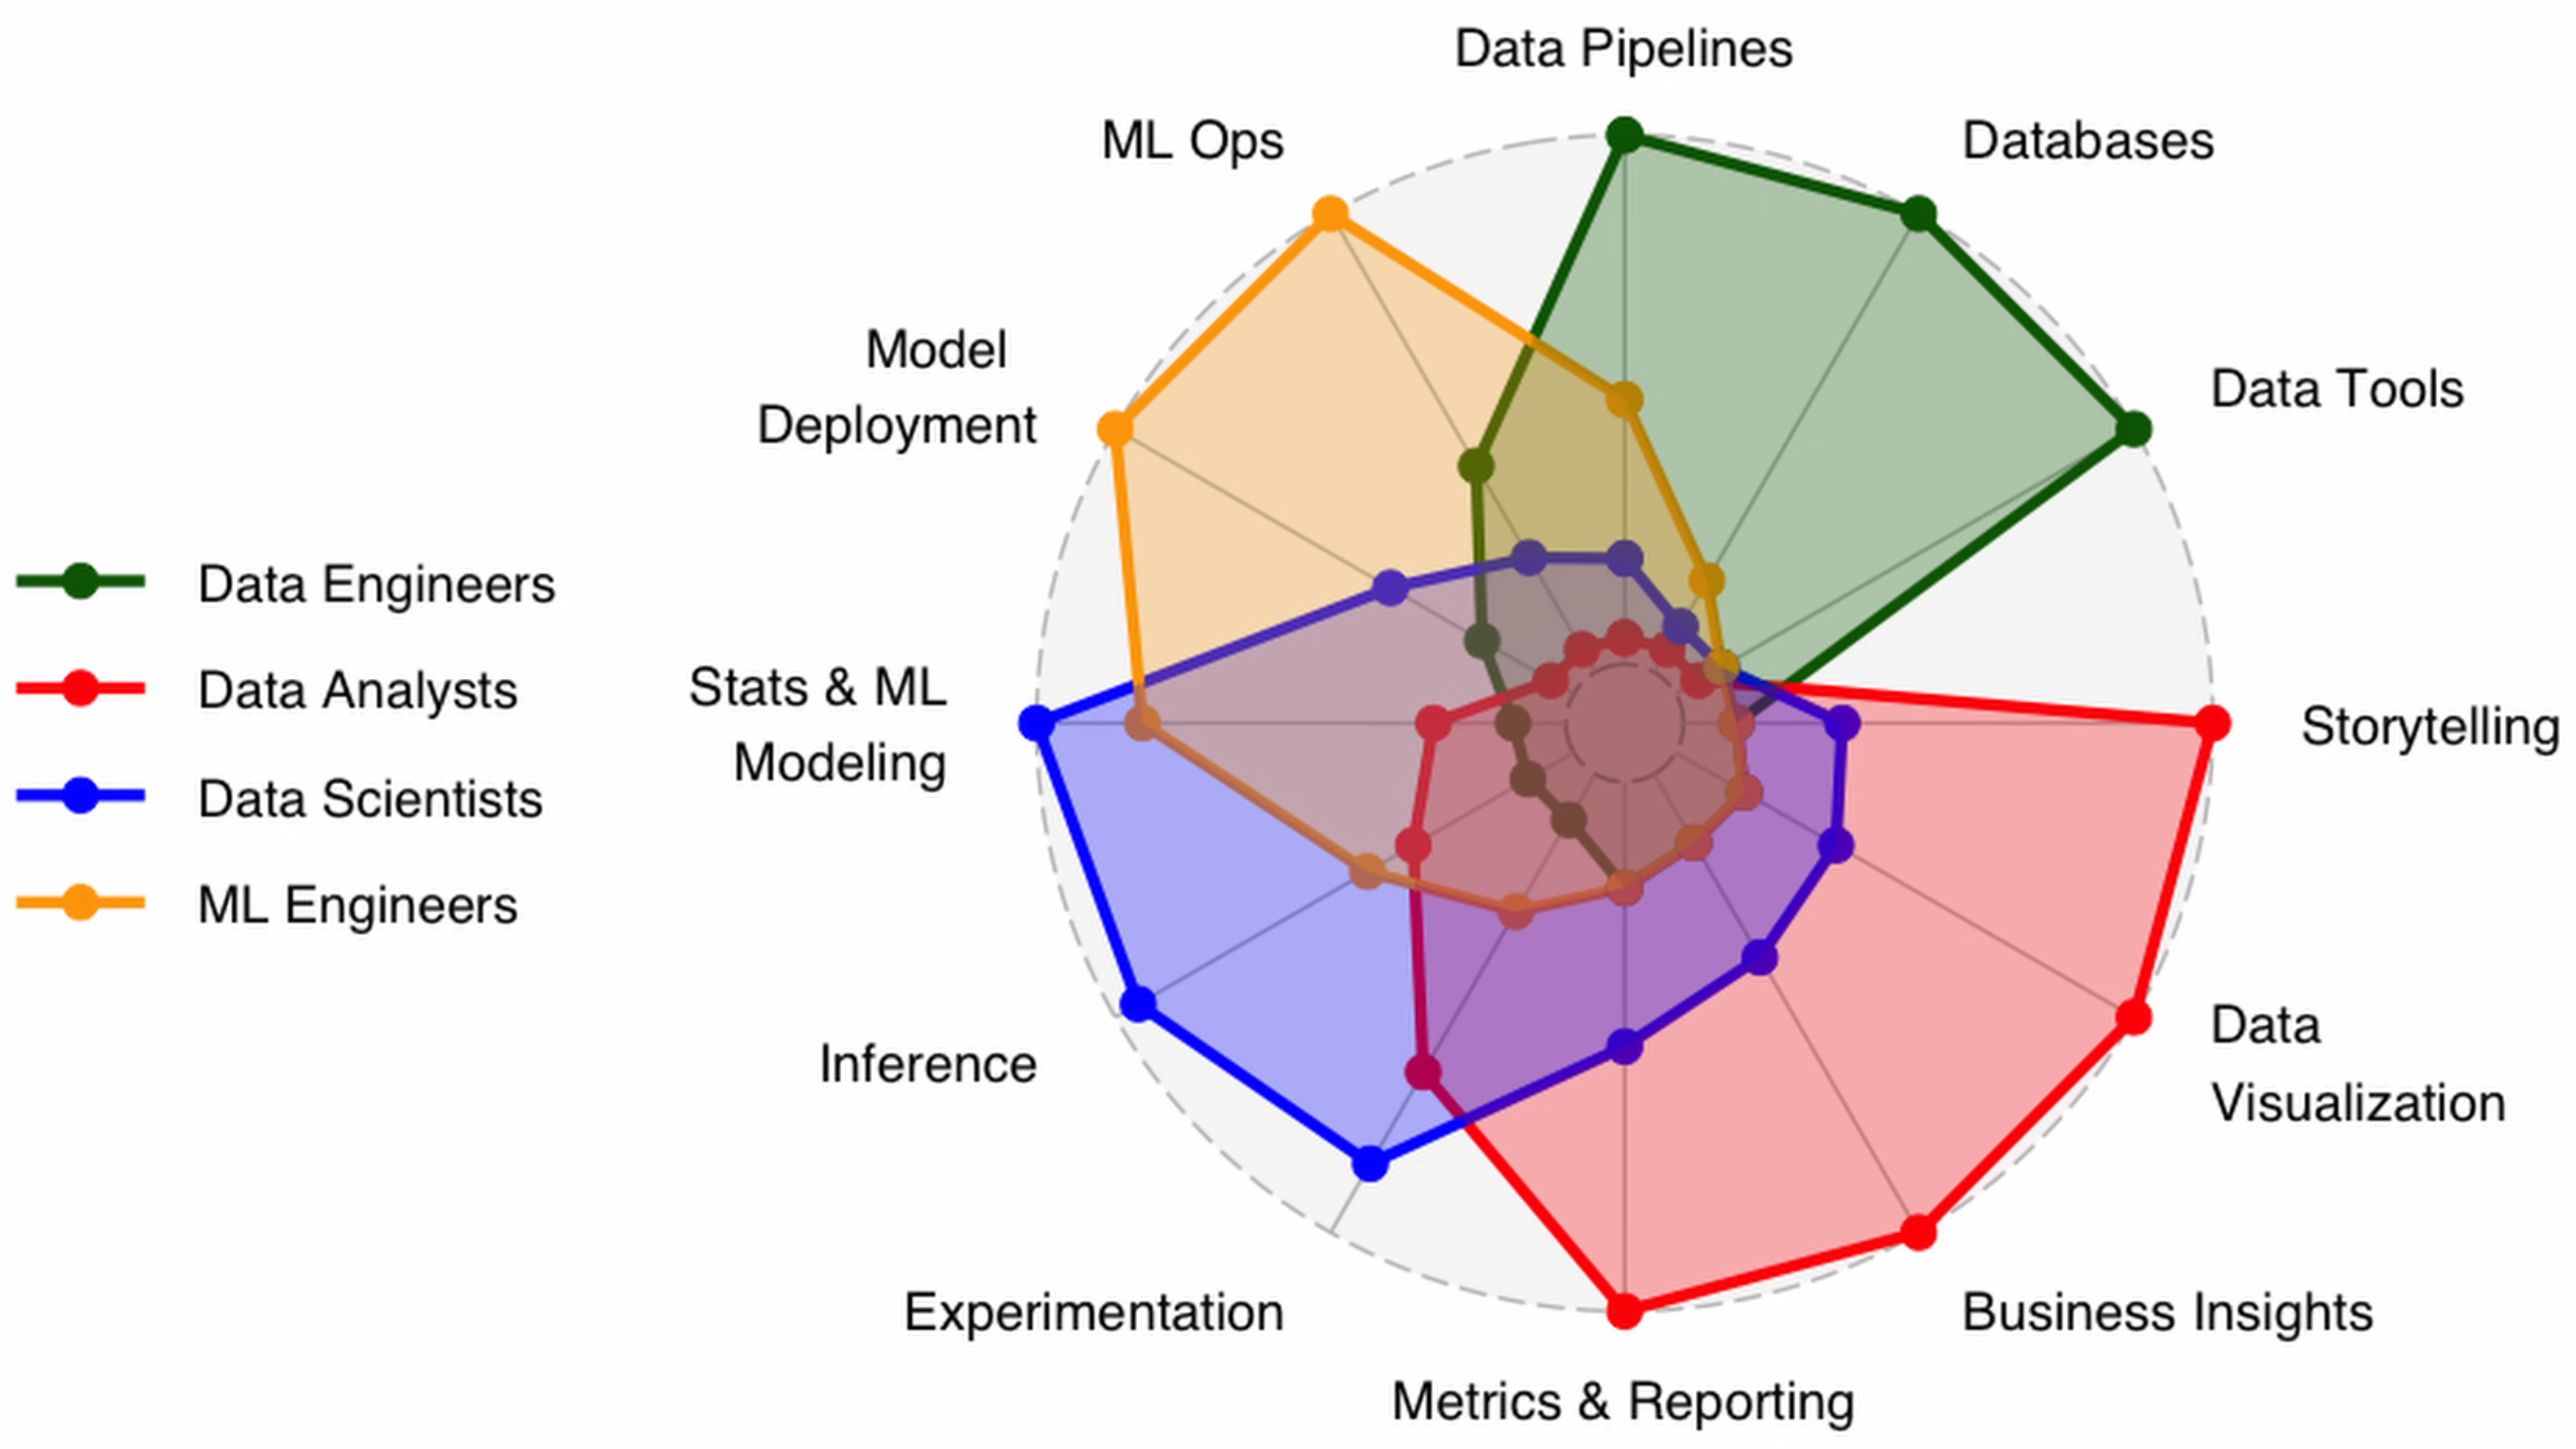 Data Pipelines
ML Ops
Databases
Model
Deployment
Data Tools
Data Engineers
Data Analysts
Data Scientists
ML Engineers
Stats & ML
Modeling
Storytelling
Inference
Data
Visualization
Experimentation
Business Insights
Metrics & Reporting